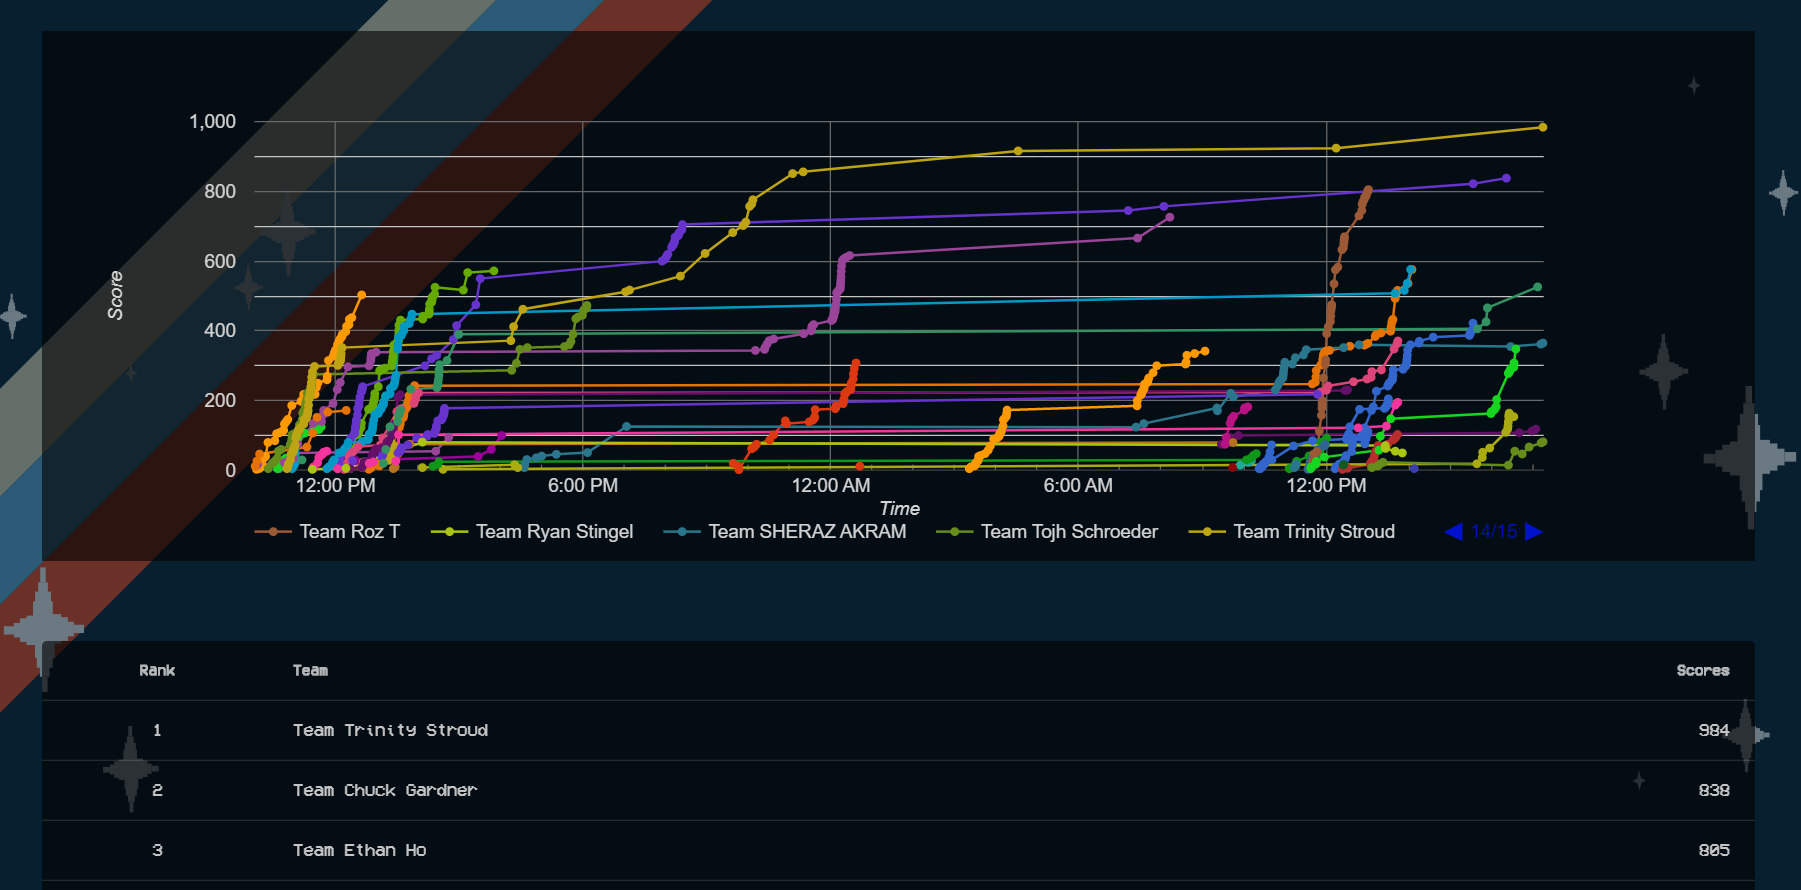 1,000
800
600
400
200
0
Score
12:00 PM 6:00 PM 12:00 AM 6:00 AM 12:00 PM
Time
Team Roz T Team Ryan Stingel Team SHERAZ AKRAM Team Tojh Schroeder Team Trinity Stroud 14/15
Rank Team Scores
1 Team Trinity Stroud 984
2 Team Chuck Gardner 838
3 Team Ethan Ho 805